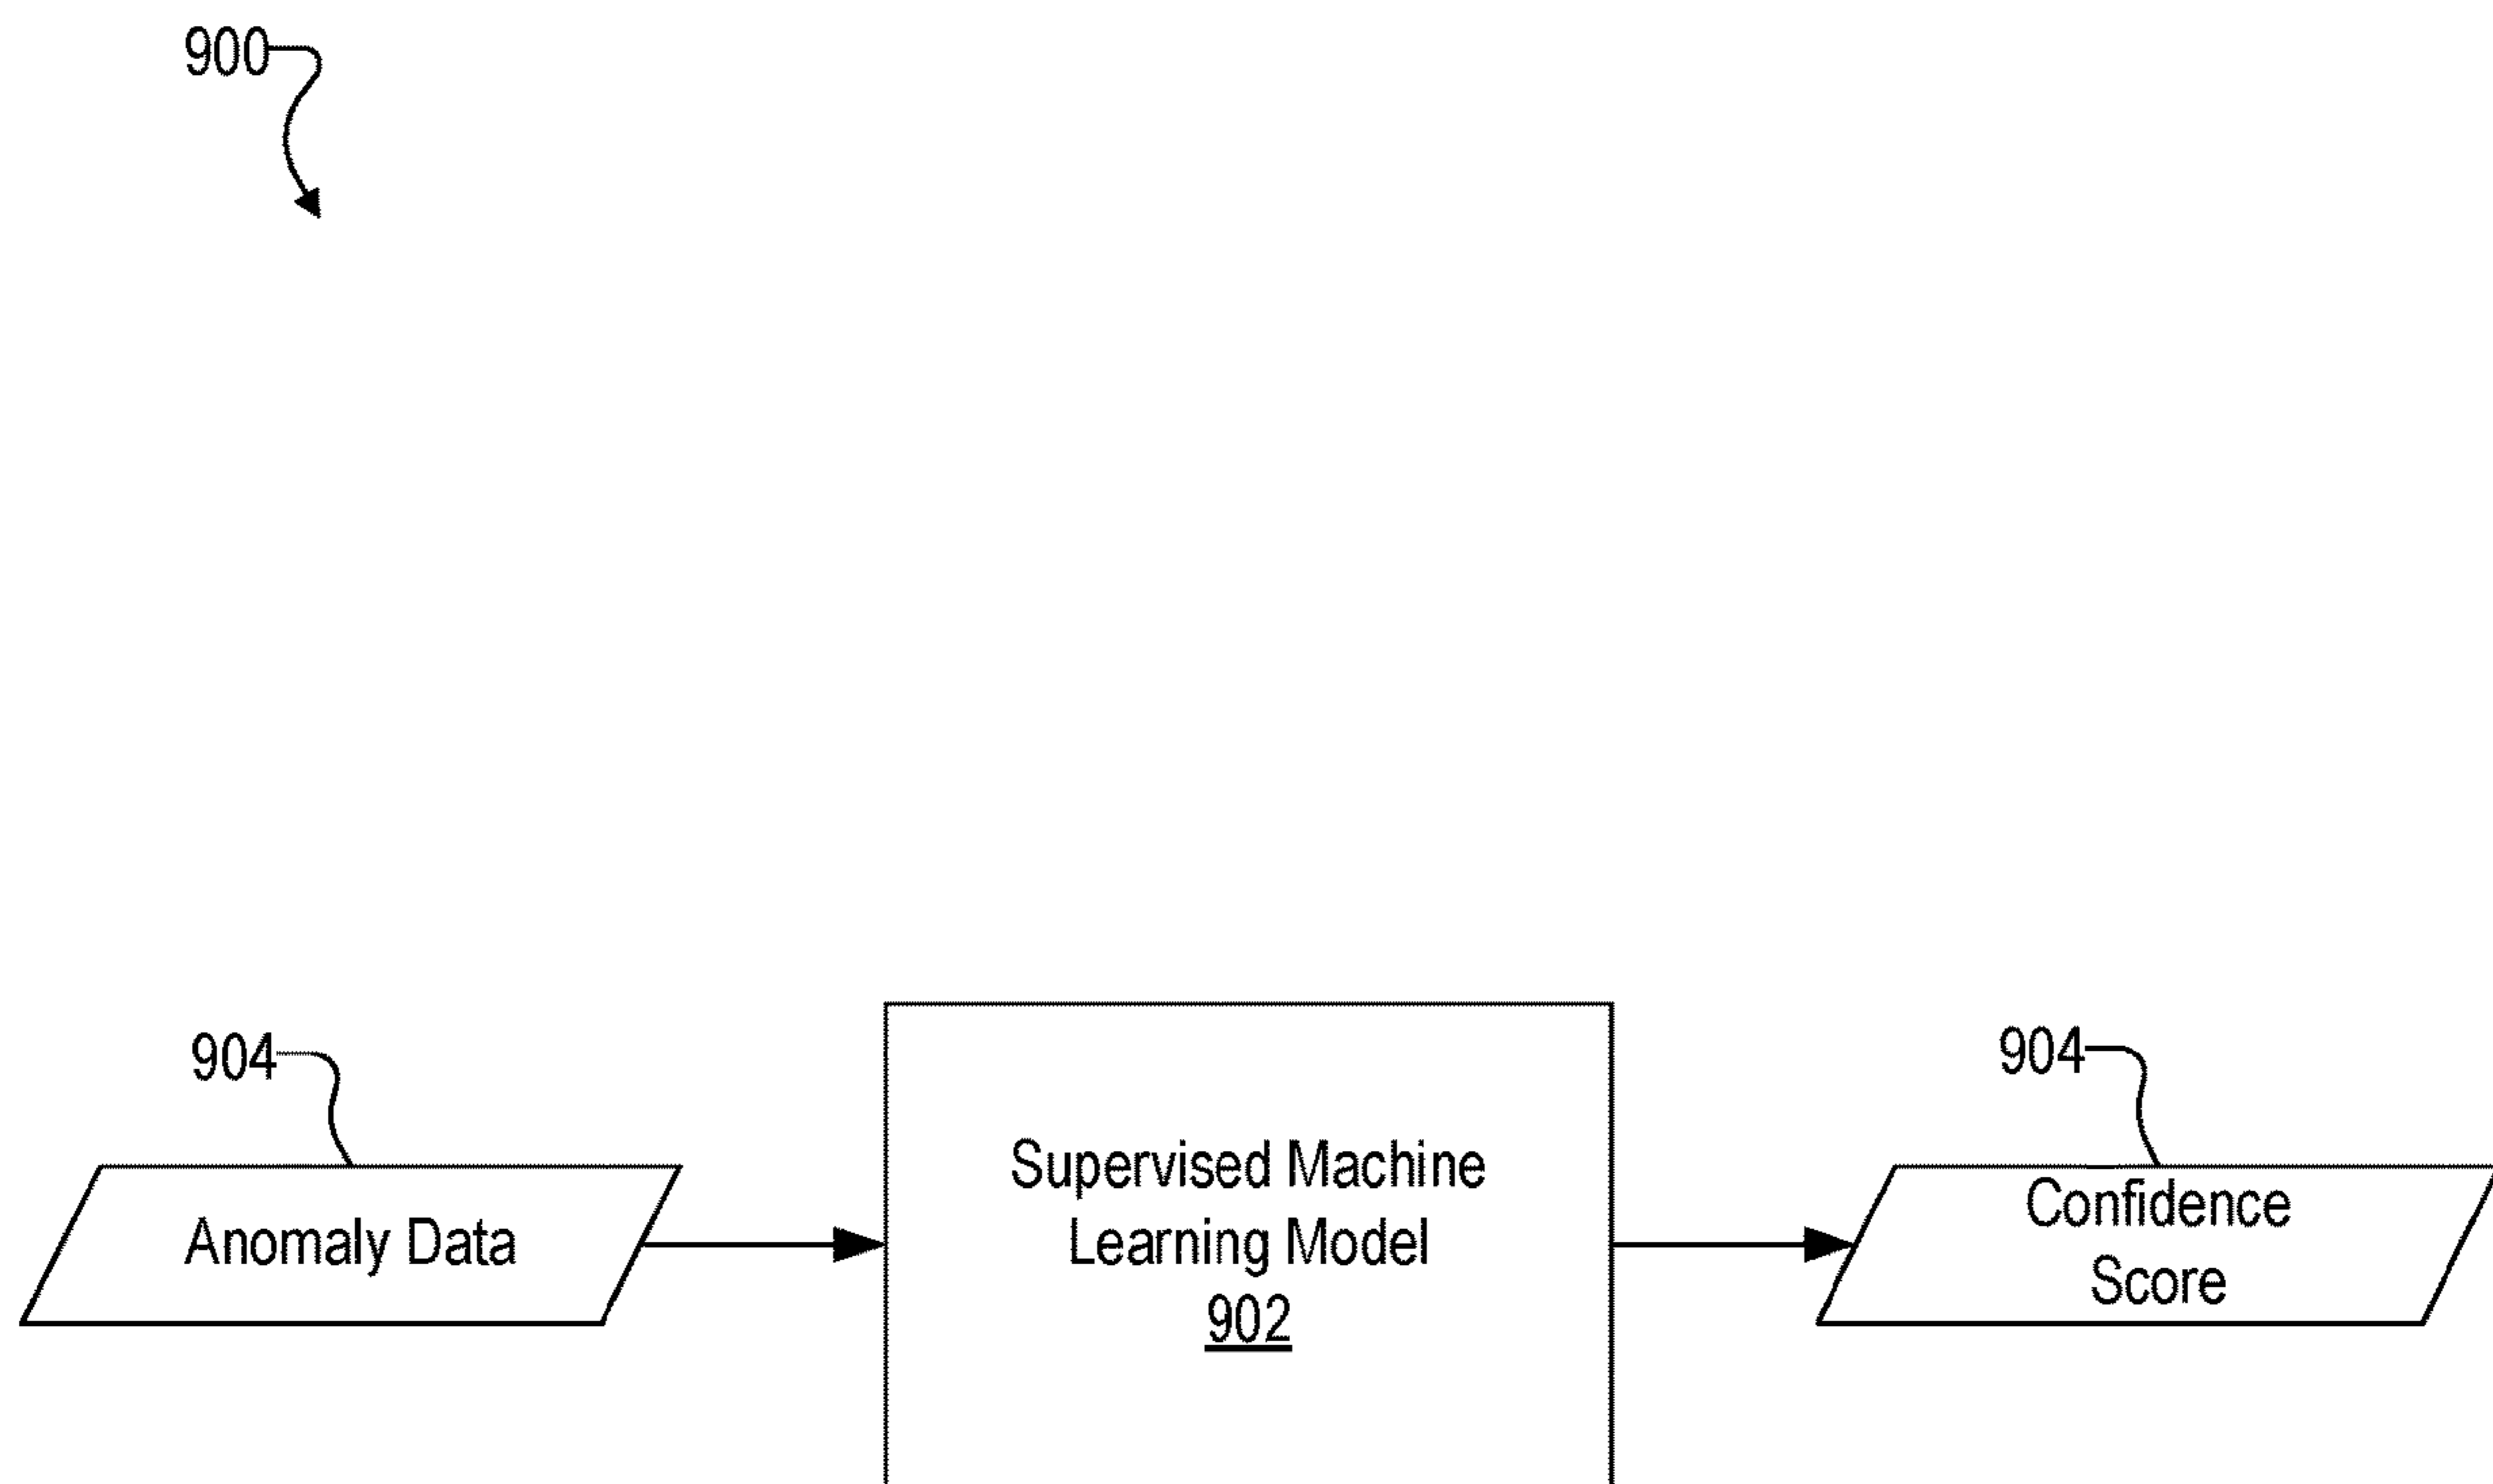 900
904
904
Anomaly Data
Supervised Machine
Learning Model
902
Confidence
Score